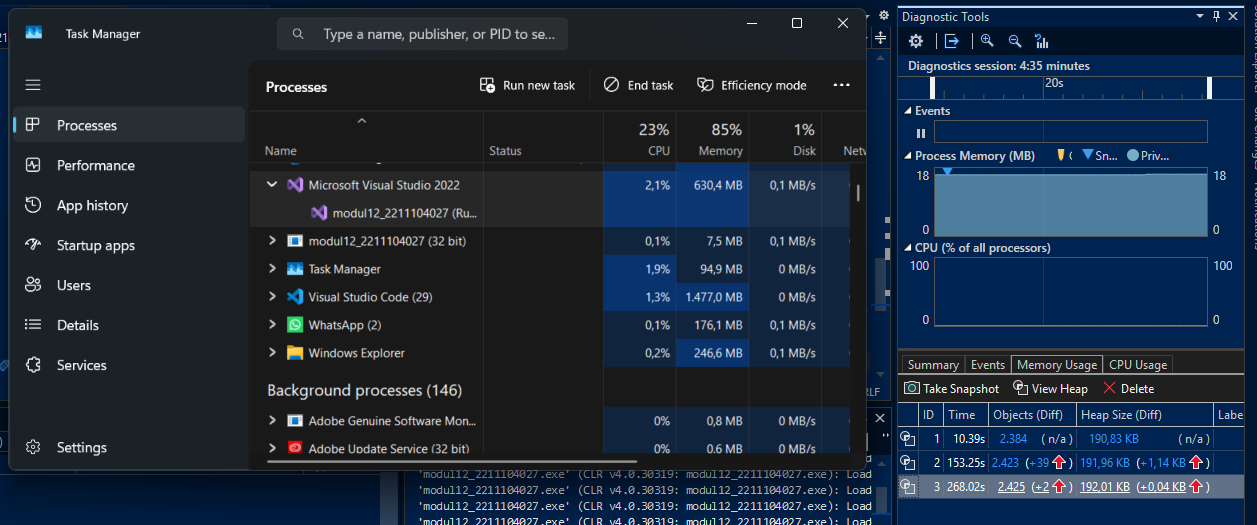 Task Manager
Type a name, publisher, or PID to se...
Processes
Performance
App history
Startup apps
Users
Details
Services
Settings
Processes
Run new task
End task
Efficiency mode
Name
Status
23%
CPU
85%
Memory
1%
Disk
Netw
Microsoft Visual Studio 2022 2,1% 630,4 MB 0,1 MB/s
modul12_2211104027 (Ru...
modul12_2211104027 (32 bit) 0,1% 7,5 MB 0,1 MB/s
Task Manager 1,9% 94,9 MB 0 MB/s
Visual Studio Code (29) 1,3% 1.477,0 MB 0 MB/s
WhatsApp (2) 0,1% 176,1 MB 0,1 MB/s
Windows Explorer 0,2% 246,6 MB 0,1 MB/s
Background processes (146)
Adobe Genuine Software Mon... 0% 0,8 MB 0 MB/s
Adobe Update Service (32 bit) 0% 0,6 MB 0 MB/s
'modul12_2211104027.exe' (CLR v4.0.30319: modul12_2211104027.exe): Load
'modul12_2211104027.exe' (CLR v4.0.30319: modul12_2211104027.exe): Load
'modul12_2211104027.exe' (CLR v4.0.30319: modul12_2211104027.exe): Load
'modul12_2211104027.exe' (CLR v4.0.30319: modul12_2211104027.exe): Load
Diagnostic Tools
Diagnostics session: 4:35 minutes
20s
Events
Process Memory (MB) Sn... Priv...
18 18
0 0
CPU (% of all processors)
100 100
0 0
Summary Events Memory Usage CPU Usage
Take Snapshot View Heap Delete
ID Time Objects (Diff) Heap Size (Diff) Labe
1 10.39s 2.384 (n/a) 190,83 KB (n/a)
2 153.25s 2.423 (+39 ) 191,96 KB (+1,14 KB )
3 268.02s 2.425 (+2 ) 192,01 KB (+0,04 KB )